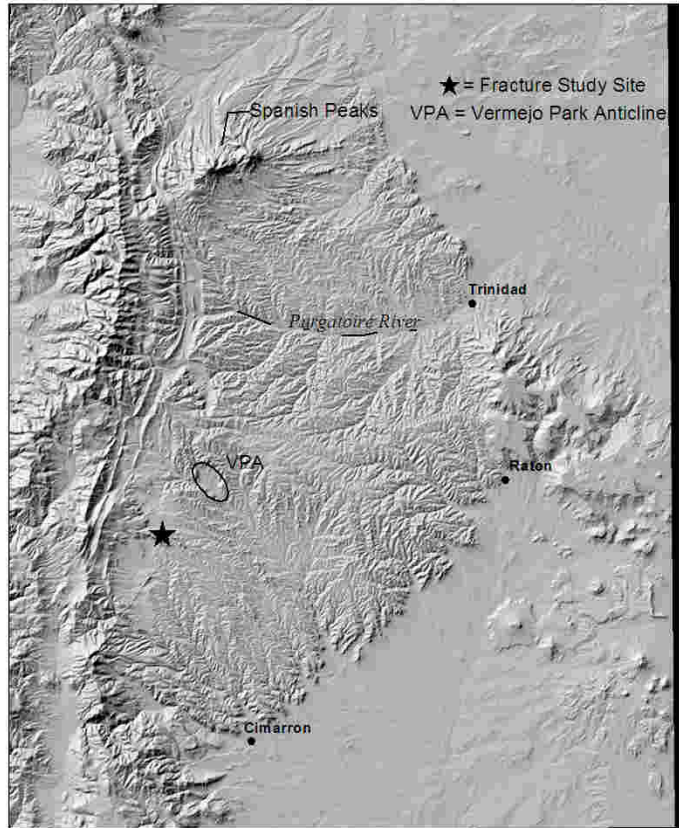 ★ = Fracture Study Site
Spanish Peaks
VPA = Vermejo Park Anticline
Trinidad
Purgatoire River
VPA
Raton
Cimarron